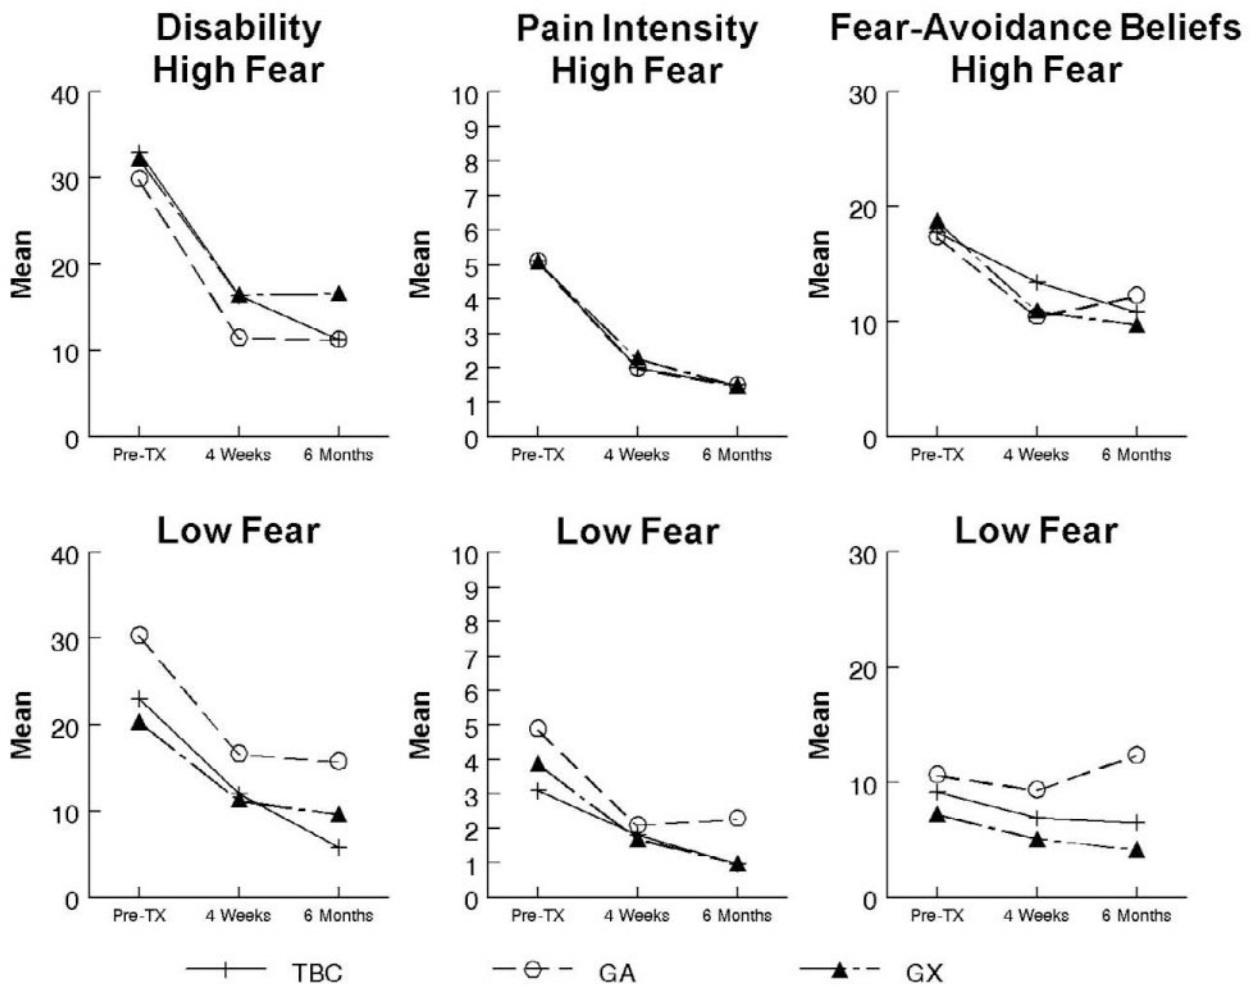 Disability
High Fear
Pain Intensity
High Fear
Fear-Avoidance Beliefs
High Fear
40
30
20
10
0
Mean
Pre-TX 4 Weeks 6 Months
10
9
8
7
6
5
4
3
2
1
0
Mean
Pre-TX 4 Weeks 6 Months
30
20
10
0
Mean
Pre-TX 4 Weeks 6 Months
Low Fear
40
30
20
10
0
Mean
Pre-TX 4 Weeks 6 Months
Low Fear
10
9
8
7
6
5
4
3
2
1
0
Mean
Pre-TX 4 Weeks 6 Months
Low Fear
30
20
10
0
Mean
Pre-TX 4 Weeks 6 Months
TBC GA GX